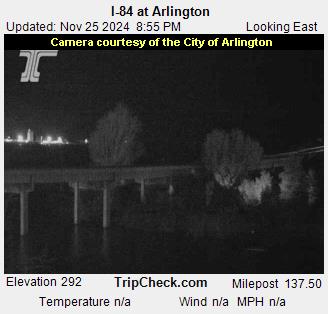 I-84 at Arlington
Updated: Nov 25 2024 8:55 PM Looking East
Camera courtesy of the City of Arlington
Elevation 292 TripCheck.com Milepost 137.50
Temperature n/a Wind n/a MPH n/a